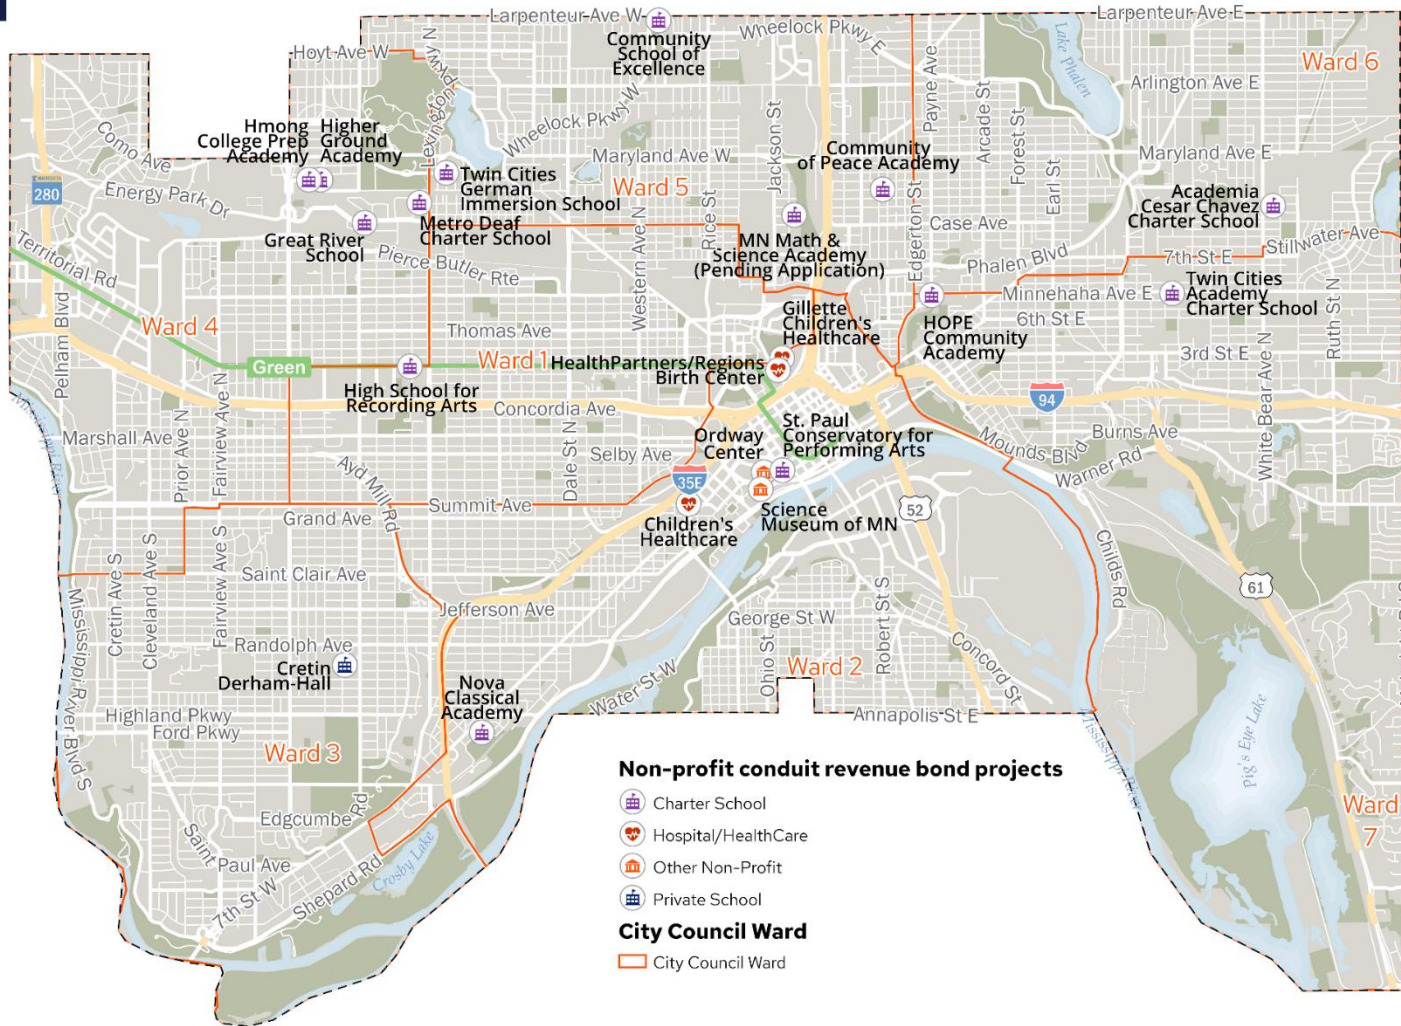 Larpenteur Ave W
Larpenteur Ave E
Community
School of
Excellence
Wheelock Pkwy E
Hoyt Ave W
Lexington Pkwy N
Payne Ave
Lake Phalen
Ward 6
Arlington Ave E
Arcade St
Forest St
Earl St
Jackson St
Wheelock Pkwy W
Como Ave
Hmong
College Prep
Academy
Higher
Ground
Academy
Maryland Ave W
Community
of Peace Academy
Maryland Ave E
MINNESOTA
280
Energy Park Dr
Twin Cities
German
Immersion School
Ward 5
Academia
Cesar Chavez
Charter School
Metro Deaf
Charter School
Great River
School
Western Ave N
Rice St
Edgerton St
Case Ave
Territorial Rd
Pierce Butler Rte
MN Math &
Science Academy
(Pending Application)
Phalen Blvd
7th St E
Stillwater Ave
Twin Cities
Academy
Charter School
Minnehaha Ave E
6th St E
Pelham Blvd
Ward 4
Thomas Ave
Gillette
Children's
Healthcare
HOPE
Community
Academy
Ruth St N
3rd St E
Green
Ward 1
HealthPartners/Regions
Birth Center
High School for
Recording Arts
Concordia Ave
94
White Bear Ave N
Mississippi River
Prior Ave N
Fairview Ave N
Marshall Ave
Dale St N
Selby Ave
Ordway
Center
St. Paul
Conservatory for
Performing Arts
Mounds Blvd
Burns Ave
Warner Rd
Ayd Mill Rd
35E
Summit Ave
Grand Ave
Children's
Healthcare
Science
Museum of MN
52
Childs Rd
Cretin Ave S
Cleveland Ave S
Fairview Ave S
Saint Clair Ave
Mississippi River Blvd S
Jefferson Ave
61
George St W
Robert St S
Concord St
Randolph Ave
Cretin
Derham-Hall
Ohio St
Ward 2
Water St W
Nova
Classical
Academy
Highland Pkwy
Ford Pkwy
Annapolis St E
Mississippi River
Pig's Eye Lake
Ward 3
Non-profit conduit revenue bond projects
Charter School
Hospital/HealthCare
Other Non-Profit
Private School
City Council Ward
City Council Ward
Edgcumbe Rd
Saint Paul Ave
Crosby Lake
Shepard Rd
7th St W
Ward
7